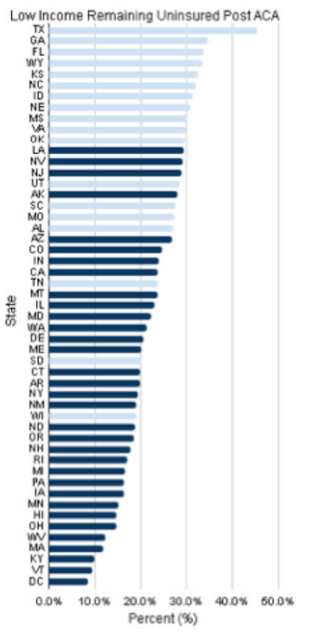 Low Income Remaining Uninsured Post ACA
TX
GA
FL
WY
KS
NC
ID
NE
MS
VA
OK
LA
NV
NJ
UT
AK
SC
MO
AL
AZ
CO
IN
CA
TN
MT
IL
MD
WA
DE
ME
SD
CT
AR
NY
NM
WI
ND
OR
NH
RI
MI
PA
IA
MN
HI
OH
WV
MA
KY
VT
DC
State
0.0% 10.0% 20.0% 30.0% 40.0% 50.0%
Percent (%)